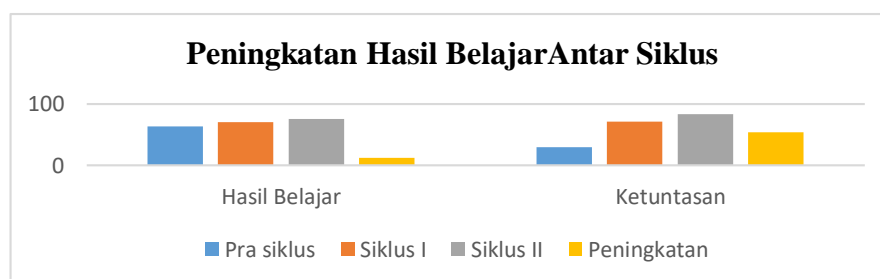 Peningkatan Hasil BelajarAntar Siklus
100
0
Hasil Belajar Ketuntasan
Pra siklus Siklus I Siklus II Peningkatan